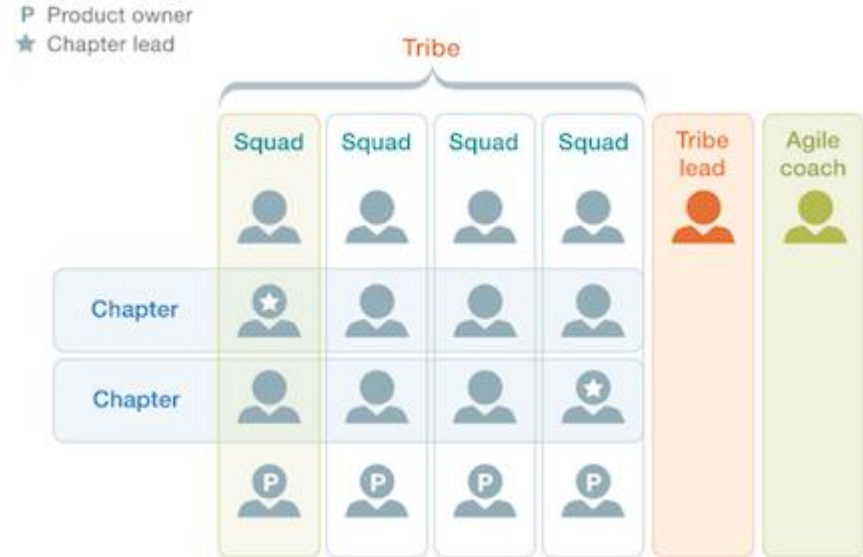 P Product owner
★ Chapter lead
Tribe
Squad Squad Squad Squad
Tribe lead
Agile coach
Chapter
Chapter
P P P P